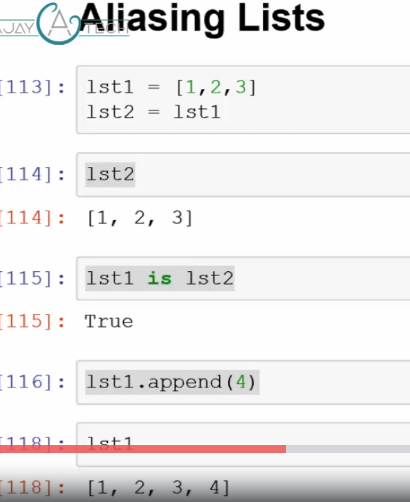 Aliasing Lists
AJAY
TECH
[113]: lst1 = [1,2,3]
lst2 = lst1
[114]: lst2
[114]: [1, 2, 3]
[115]: lst1 is lst2
[115]: True
[116]: lst1.append(4)
[118]: lst1
[118]: [1, 2, 3, 4]